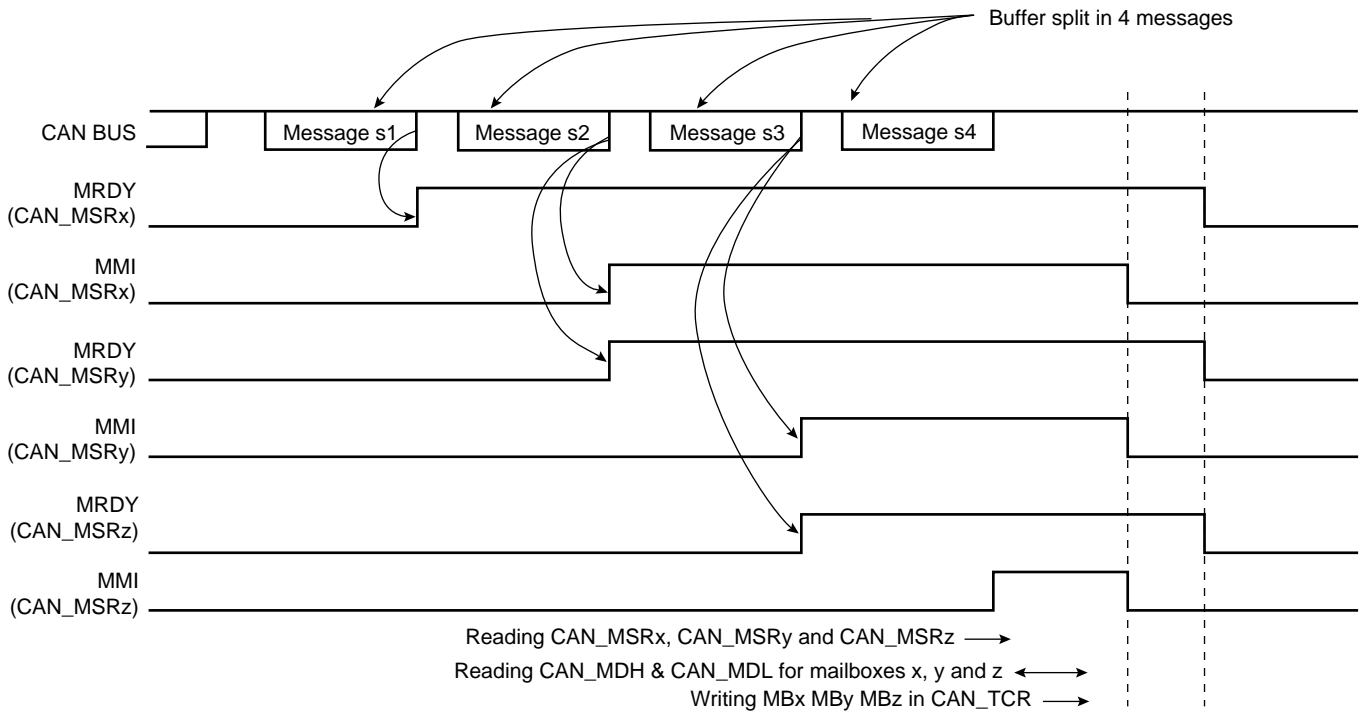 Buffer split in 4 messages
CAN BUS
Message s1
Message s2
Message s3
Message s4
MRDY
(CAN_MSRx)
MMI
(CAN_MSRx)
MRDY
(CAN_MSRy)
MMI
(CAN_MSRy)
MRDY
(CAN_MSRz)
MMI
(CAN_MSRz)
Reading CAN_MSRx, CAN_MSRy and CAN_MSRz
Reading CAN_MDH & CAN_MDL for mailboxes x, y and z
Writing MBx MBy MBz in CAN_TCR